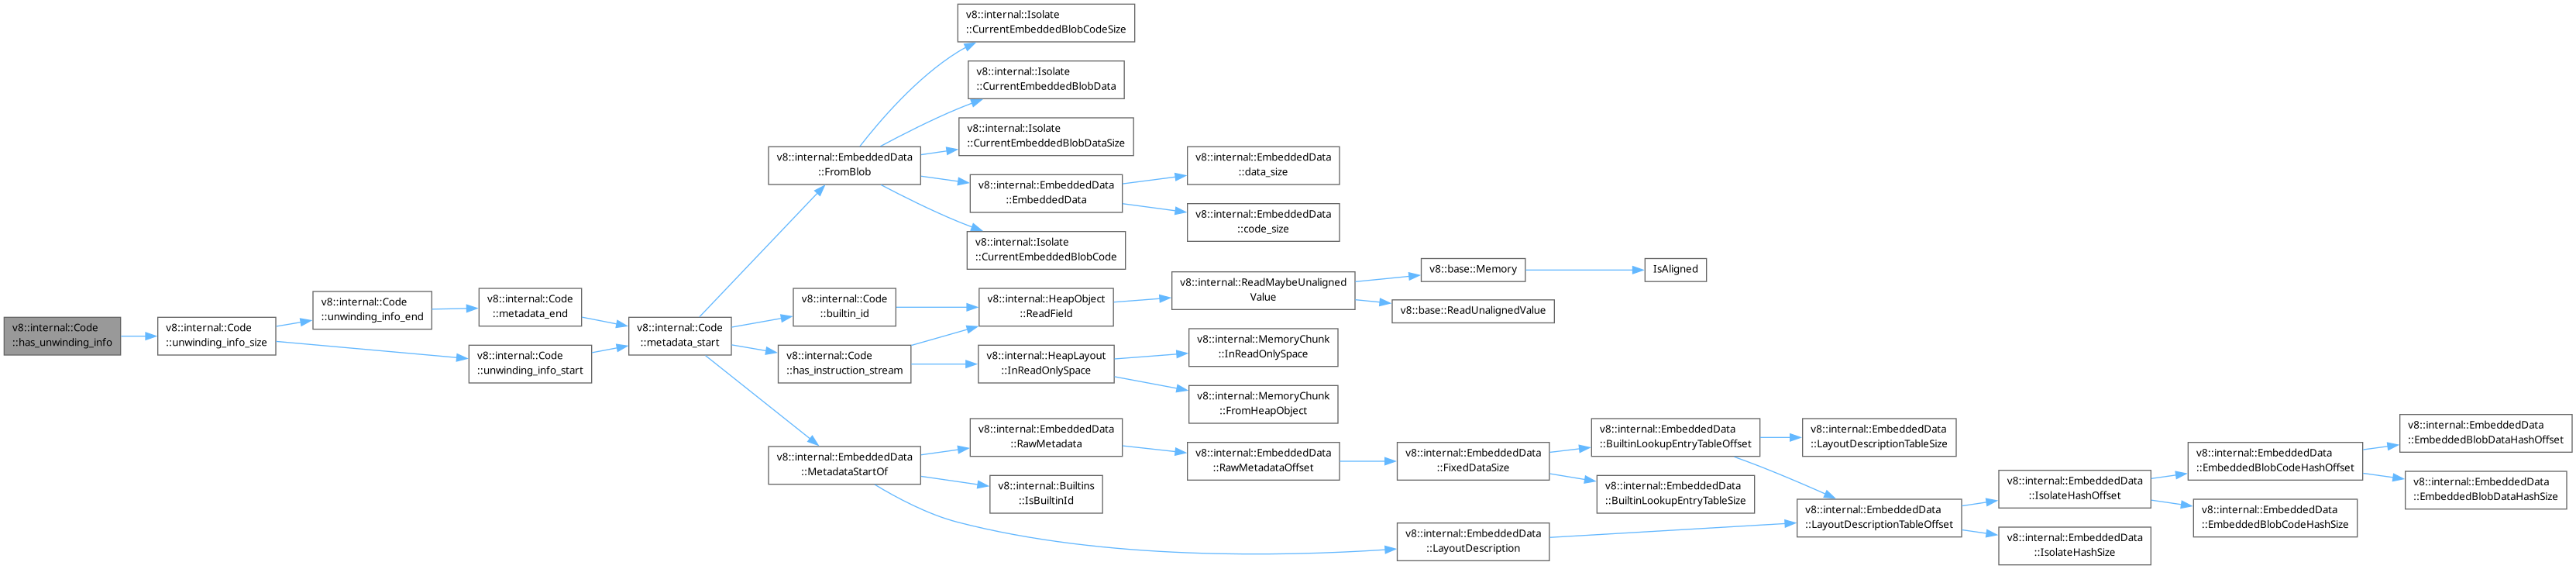 v8::internal::Code
::has_unwinding_info
v8::internal::Code
::unwinding_info_size
v8::internal::Code
::unwinding_info_end
v8::internal::Code
::metadata_end
v8::internal::Code
::unwinding_info_start
v8::internal::Code
::metadata_start
v8::internal::EmbeddedData
::FromBlob
v8::internal::Isolate
::CurrentEmbeddedBlobCodeSize
v8::internal::Isolate
::CurrentEmbeddedBlobData
v8::internal::Isolate
::CurrentEmbeddedBlobDataSize
v8::internal::EmbeddedData
::EmbeddedData
v8::internal::EmbeddedData
::data_size
v8::internal::EmbeddedData
::code_size
v8::internal::Isolate
::CurrentEmbeddedBlobCode
v8::internal::Code
::builtin_id
v8::internal::Code
::has_instruction_stream
v8::internal::HeapObject
::ReadField
v8::internal::ReadMaybeUnaligned
Value
v8::base::Memory
IsAligned
v8::base::ReadUnalignedValue
v8::internal::HeapLayout
::InReadOnlySpace
v8::internal::MemoryChunk
::InReadOnlySpace
v8::internal::MemoryChunk
::FromHeapObject
v8::internal::EmbeddedData
::MetadataStartOf
v8::internal::EmbeddedData
::RawMetadata
v8::internal::Builtins
::IsBuiltinId
v8::internal::EmbeddedData
::RawMetadataOffset
v8::internal::EmbeddedData
::FixedDataSize
v8::internal::EmbeddedData
::BuiltinLookupEntryTableOffset
v8::internal::EmbeddedData
::BuiltinLookupEntryTableSize
v8::internal::EmbeddedData
::LayoutDescription
v8::internal::EmbeddedData
::LayoutDescriptionTableSize
v8::internal::EmbeddedData
::LayoutDescriptionTableOffset
v8::internal::EmbeddedData
::IsolateHashOffset
v8::internal::EmbeddedData
::IsolateHashSize
v8::internal::EmbeddedData
::EmbeddedBlobCodeHashOffset
v8::internal::EmbeddedData
::EmbeddedBlobCodeHashSize
v8::internal::EmbeddedData
::EmbeddedBlobDataHashOffset
v8::internal::EmbeddedData
::EmbeddedBlobDataHashSize